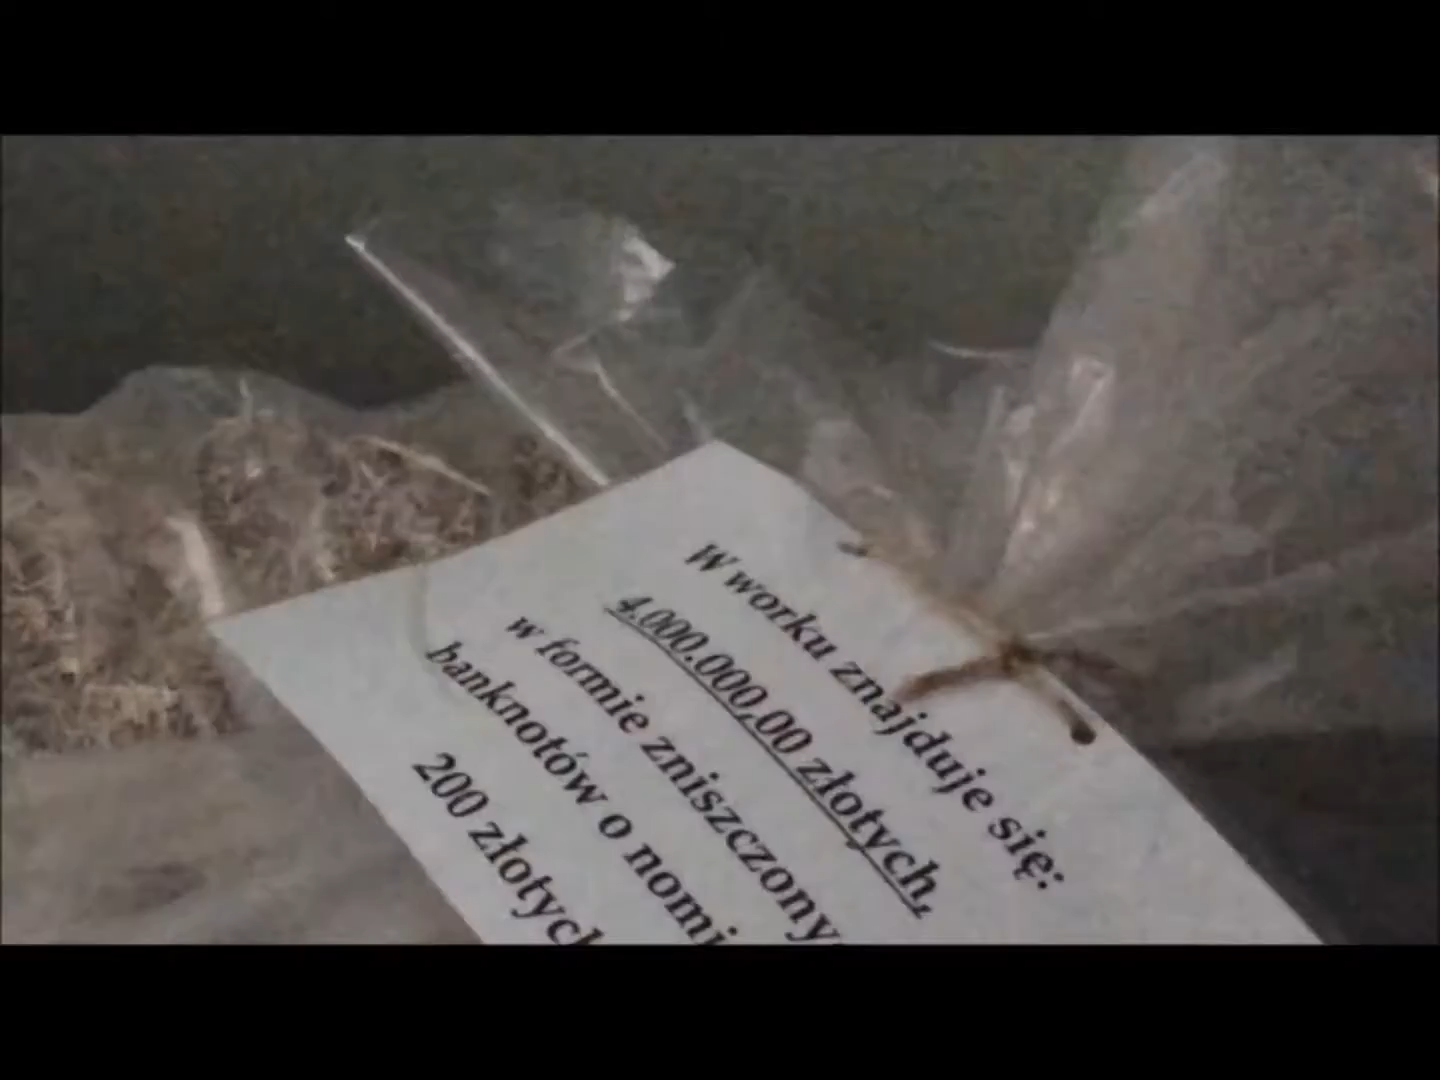 W worku znajduje się:
4.000.000,00 złotych,
w formie zniszczony
banknotów o nomi
200 złotych